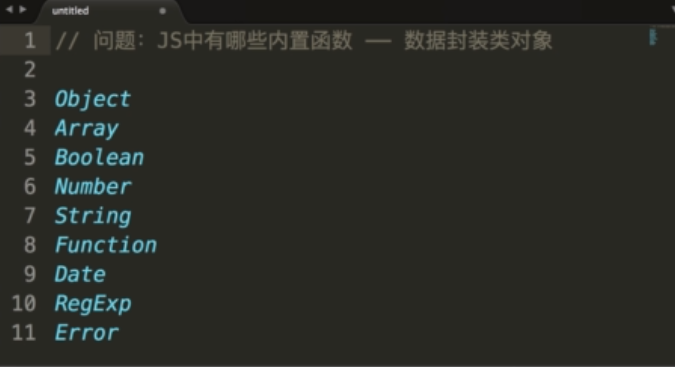 untitled
1 // 问题：JS中有哪些内置函数 —— 数据封装类对象
2
3 Object
4 Array
5 Boolean
6 Number
7 String
8 Function
9 Date
10 RegExp
11 Error